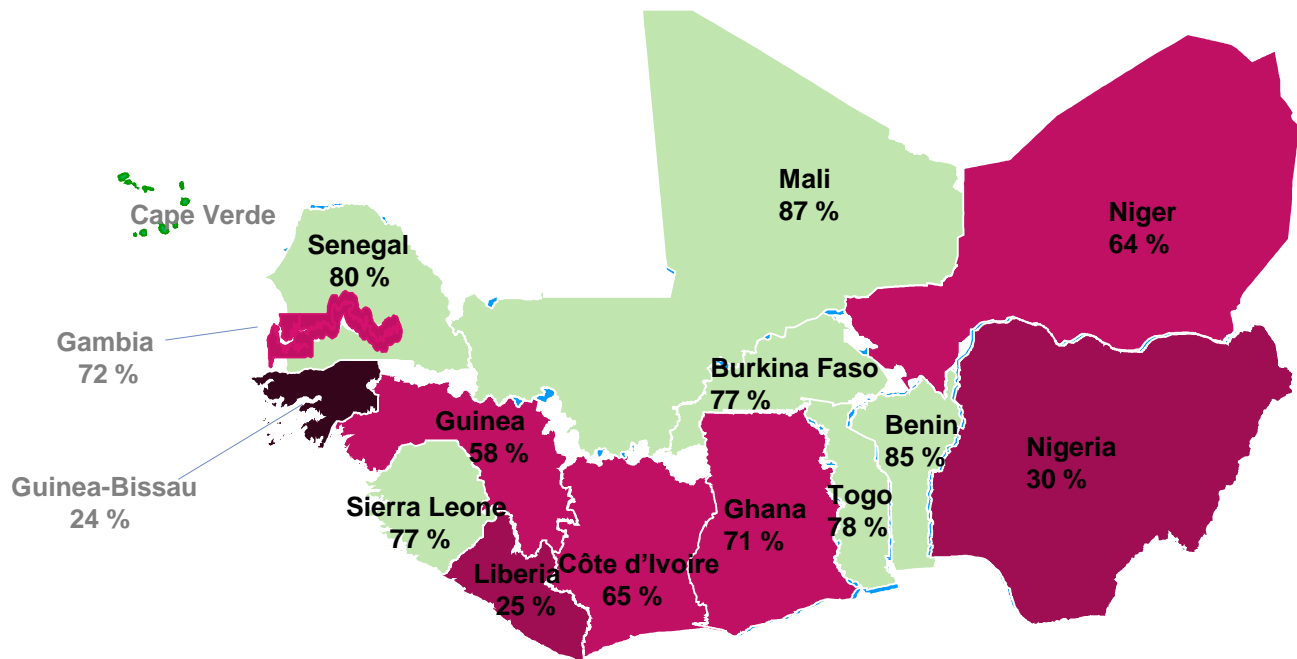 Mali
87 %
Niger
64 %
Cape Verde
Senegal
80 %
Gambia
72 %
Burkina Faso
77 %
Guinea
58 %
Benin
85 %
Nigeria
30 %
Guinea-Bissau
24 %
Sierra Leone
77 %
Ghana
71 %
Togo
78 %
Liberia
25 %
Côte d’Ivoire
65 %